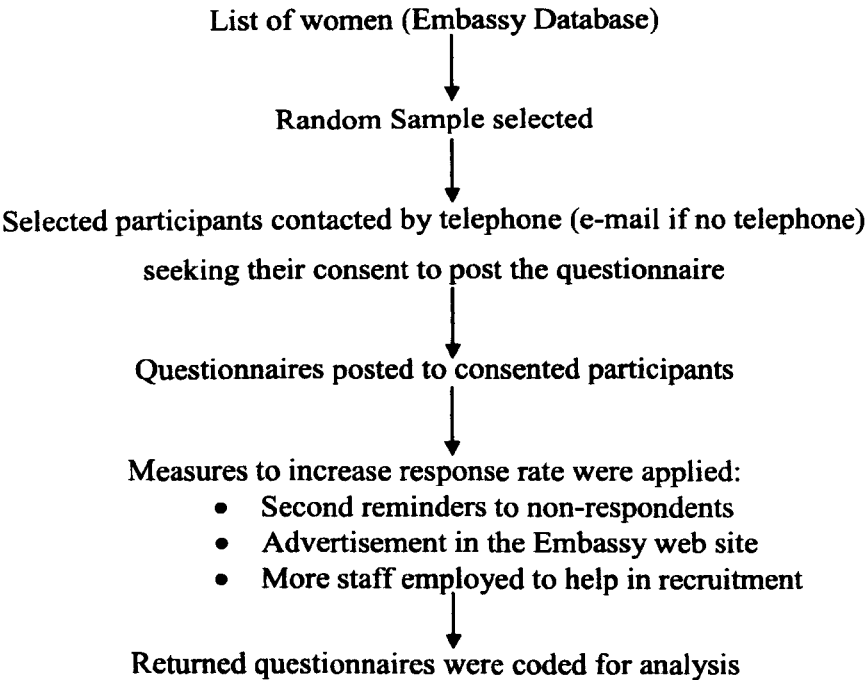 List of women (Embassy Database)
Random Sample selected
Selected participants contacted by telephone (e-mail if no telephone)
seeking their consent to post the questionnaire
Questionnaires posted to consented participants
Measures to increase response rate were applied:
• Second reminders to non-respondents
• Advertisement in the Embassy web site
• More staff employed to help in recruitment
Returned questionnaires were coded for analysis